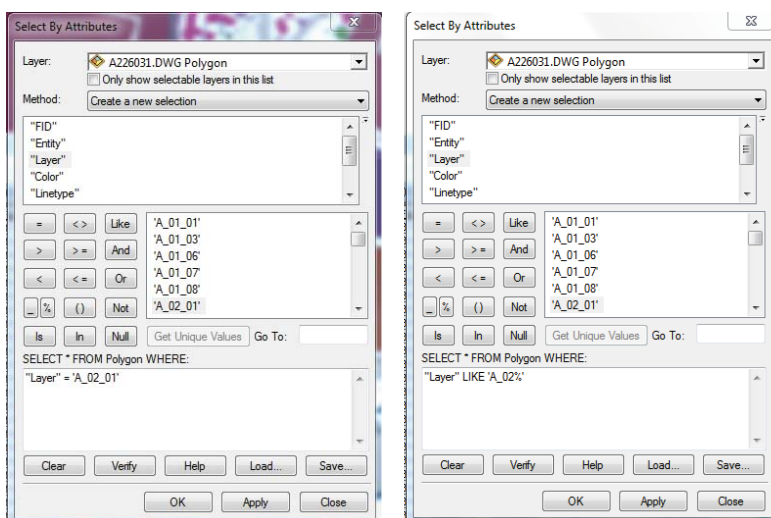 Select By Attributes
Layer: A226031.DWG Polygon
Only show selectable layers in this list
Method: Create a new selection
"FID"
"Entity"
"Layer"
"Color"
"Linetype"
= <> Like 'A_01_01'
'A_01_03'
> > = And 'A_01_06'
'A_01_07'
< < = Or 'A_01_08'
_ % () Not 'A_02_01'
Is In Null Get Unique Values Go To:
SELECT * FROM Polygon WHERE:
"Layer" = 'A_02_01'
Clear Verify Help Load... Save...
OK Apply Close
Select By Attributes
Layer: A226031.DWG Polygon
Only show selectable layers in this list
Method: Create a new selection
"FID"
"Entity"
"Layer"
"Color"
"Linetype"
= <> Like 'A_01_01'
'A_01_03'
> > = And 'A_01_06'
'A_01_07'
< < = Or 'A_01_08'
_ % () Not 'A_02_01'
Is In Null Get Unique Values Go To:
SELECT * FROM Polygon WHERE:
"Layer" LIKE 'A_02%'
Clear Verify Help Load... Save...
OK Apply Close